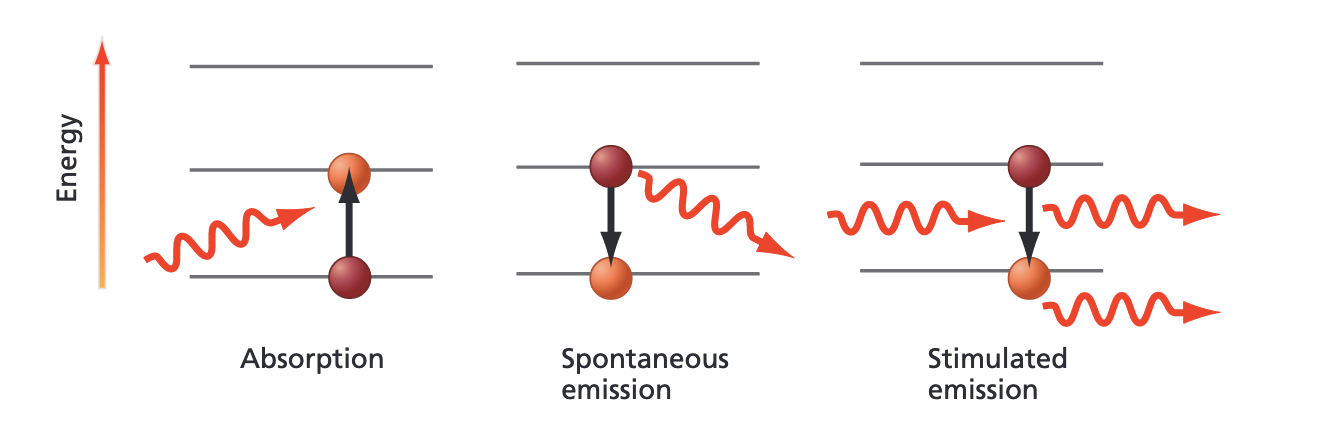 Energy
Absorption
Spontaneous
emission
Stimulated
emission